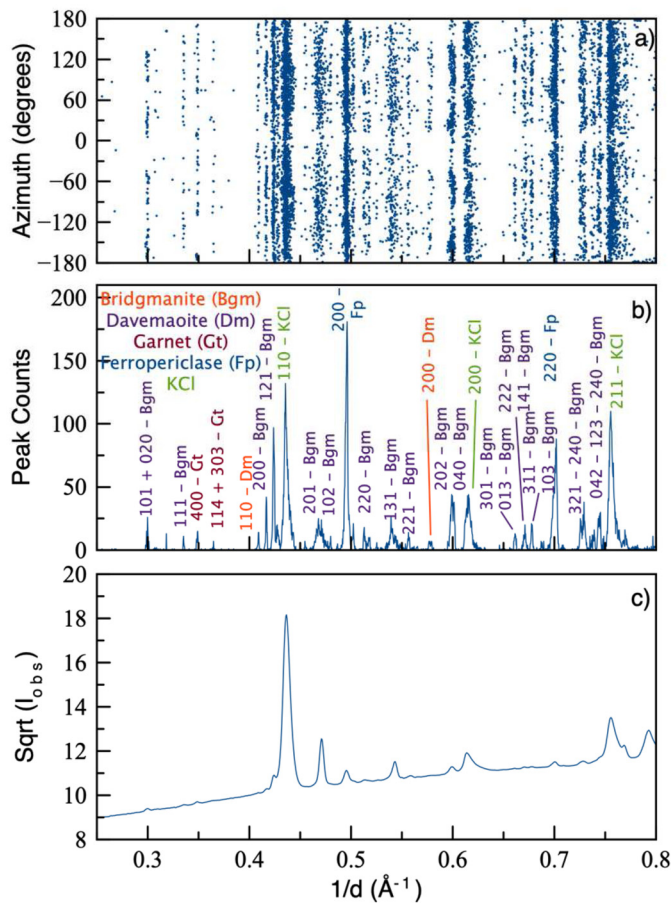 180
120
60
0
−60
−120
−180
Azimuth (degrees)
a)
200
150
100
50
0
Peak Counts
b)
Bridgmanite (Bgm)
Davemaoite (Dm)
Garnet (Gt)
Ferropericlase (Fp)
KCl
101 + 020 – Bgm
111 – Bgm
400 – Gt
114 + 303 – Gt
110 – Dm
200 – Bgm
121 – Bgm
110 – KCl
201 – Bgm
102 – Bgm
200 –
Fp
220 – Bgm
131 – Bgm
221 – Bgm
200 – Dm
202 – Bgm
040 – Bgm
200 – KCl
301 – Bgm
013 – Bgm
222 – Bgm
141 – Bgm
311 – Bgm
103 – Bgm
220 – Fp
321 – 240 – Bgm
042 – 123 – 240 – Bgm
211 – KCl
20
18
16
14
12
10
8
Sqrt (I obs)
c)
0.3 0.4 0.5 0.6 0.7 0.8
1/d (Å⁻¹)